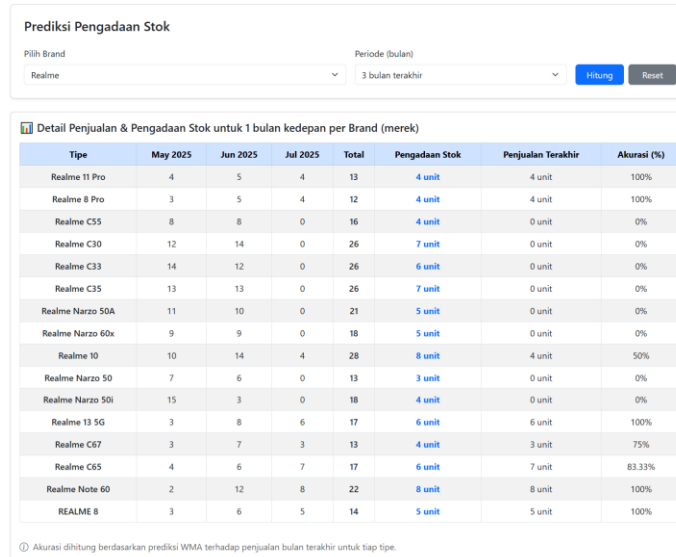 Prediksi Pengadaan Stok
Pilih Brand Periode (bulan)
Realme 3 bulan terakhir Hitung Reset
Detail Penjualan & Pengadaan Stok untuk 1 bulan kedepan per Brand (merek)
Tipe May 2025 Jun 2025 Jul 2025 Total Pengadaan Stok Penjualan Terakhir Akurasi (%)
Realme 11 Pro 4 5 4 13 4 unit 4 unit 100%
Realme 8 Pro 3 5 4 12 4 unit 4 unit 100%
Realme C55 8 8 0 16 4 unit 0 unit 0%
Realme C30 12 14 0 26 7 unit 0 unit 0%
Realme C33 14 12 0 26 6 unit 0 unit 0%
Realme C35 13 13 0 26 7 unit 0 unit 0%
Realme Narzo 50A 11 10 0 21 5 unit 0 unit 0%
Realme Narzo 60x 9 9 0 18 5 unit 0 unit 0%
Realme 10 10 14 4 28 8 unit 4 unit 50%
Realme Narzo 50 7 6 0 13 3 unit 0 unit 0%
Realme Narzo 50i 15 3 0 18 4 unit 0 unit 0%
Realme 13 5G 3 8 6 17 6 unit 6 unit 100%
Realme C67 3 7 3 13 4 unit 3 unit 75%
Realme C65 4 6 7 17 6 unit 7 unit 83.33%
Realme Note 60 2 12 8 22 8 unit 8 unit 100%
REALME 8 3 6 5 14 5 unit 5 unit 100%
Akurasi dihitung berdasarkan prediksi WMA terhadap penjualan bulan terakhir untuk tiap tipe.